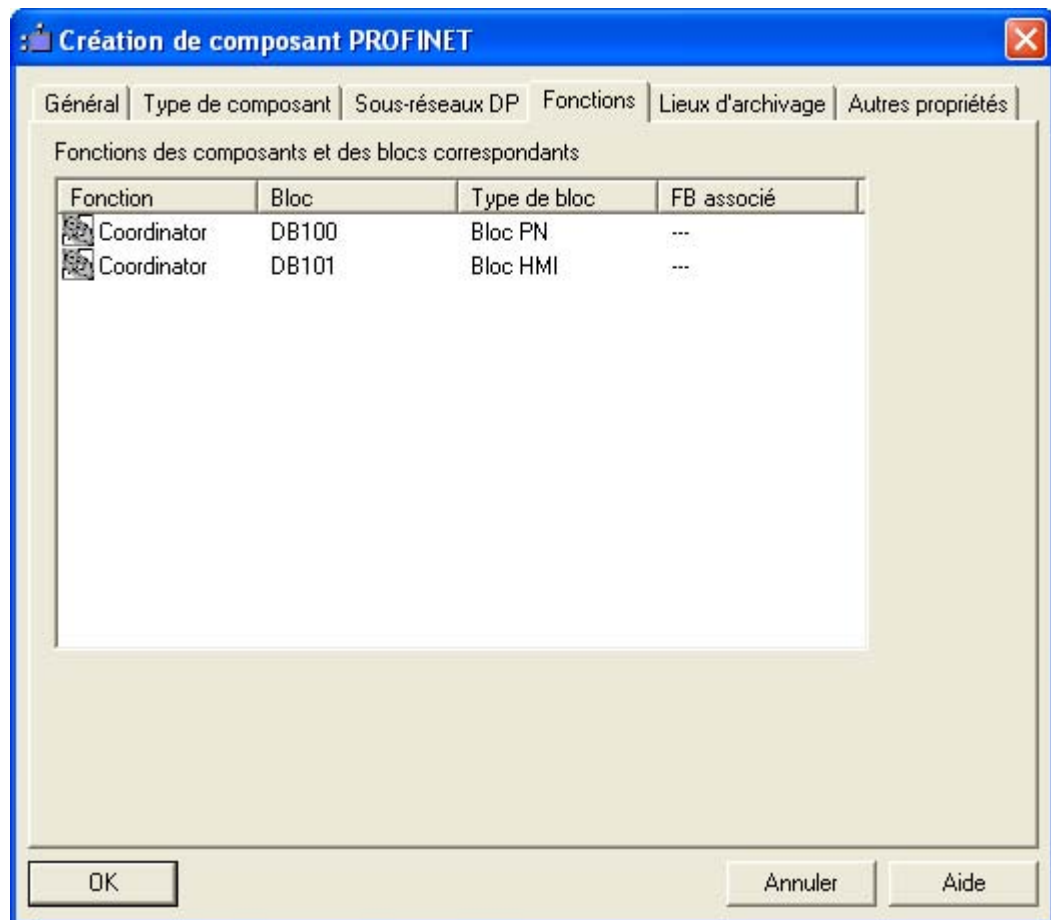 Création de composant PROFINET
Général Type de composant Sous-réseaux DP Fonctions Lieux d'archivage Autres propriétés
Fonctions des composants et des blocs correspondants
Fonction Bloc Type de bloc FB associé
Coordinator DB100 Bloc PN ---
Coordinator DB101 Bloc HMI ---
OK Annuler Aide